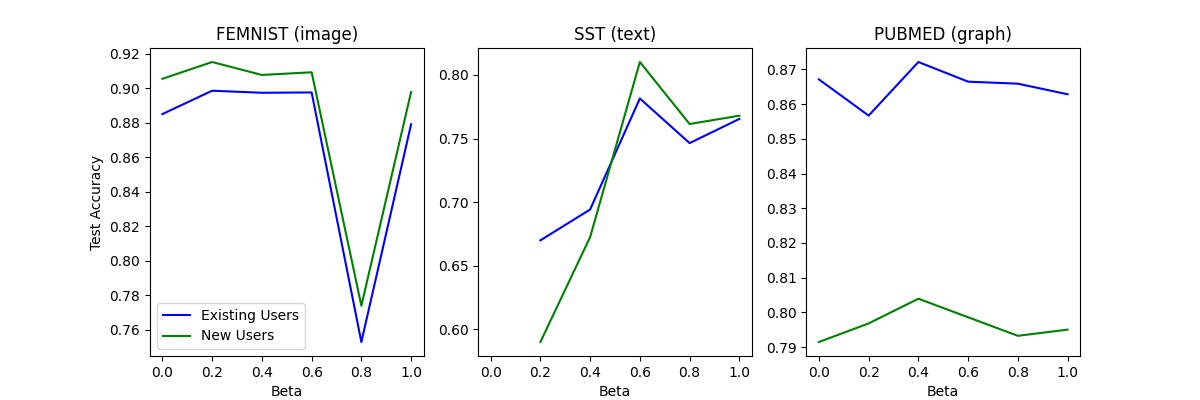 FEMNIST (image)
SST (text)
PUBMED (graph)
Test Accuracy
0.92
0.90
0.88
0.86
0.84
0.82
0.80
0.78
0.76
Existing Users
New Users
0.0 0.2 0.4 0.6 0.8 1.0
Beta
0.80
0.75
0.70
0.65
0.60
0.0 0.2 0.4 0.6 0.8 1.0
Beta
0.87
0.86
0.85
0.84
0.83
0.82
0.81
0.80
0.79
0.0 0.2 0.4 0.6 0.8 1.0
Beta